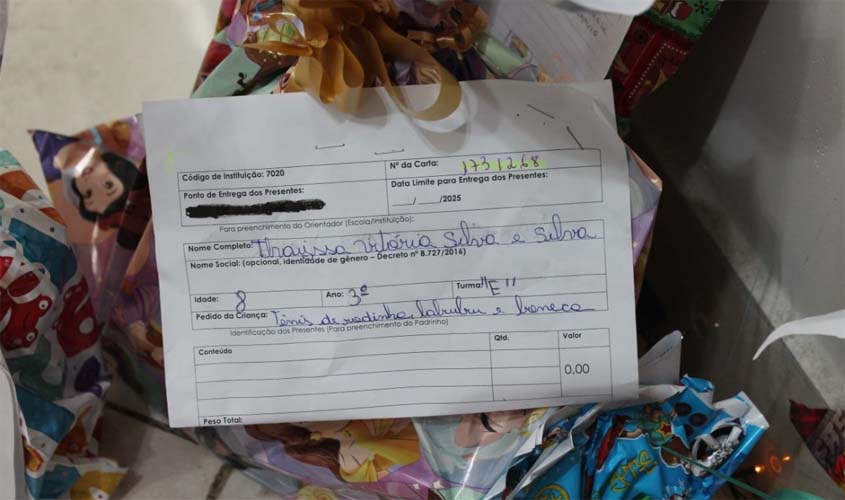 Código de Instituição: 7020
Nº da Carta: 1731268
Ponto de Entrega dos Presentes:
Data Limite para Entrega dos Presentes:
___/ ___/2025
Para preenchimento do Orientador (Escola/Instituição):
Nome Completo: Thayissa Vitória Silva e Silva
Nome Social: (opcional, identidade de gênero – Decreto nº 8.727/2016)
Idade: 8 Ano: 3º Turma: "E"
Pedido da Criança: Tênis de rodinha, labubu e boneca
Identificação dos Presentes (Para preenchimento do Padrinho)
Conteúdo Qtd. Valor
0,00
Peso Total: